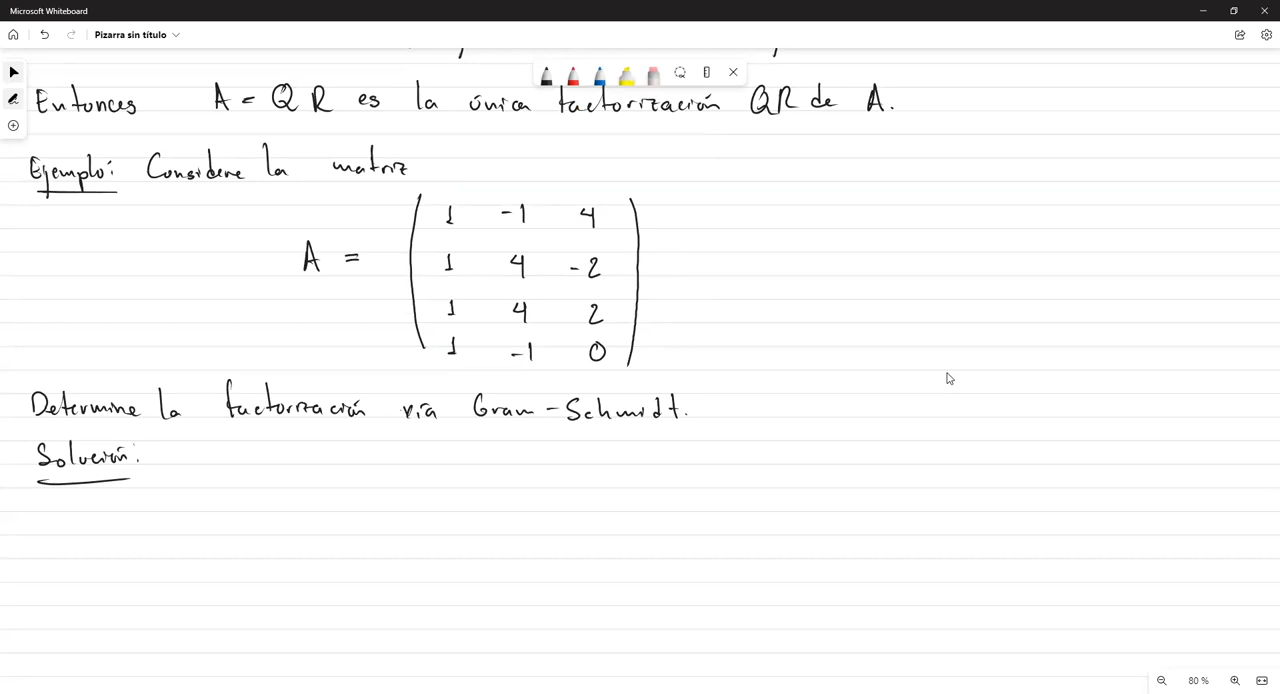 Microsoft Whiteboard
Pizarra sin título
Entonces A = QR es la única factorización QR de A.
Ejemplo: Considere la matriz
1 -1 4
A = 1 4 -2
1 4 2
1 -1 0
Determine la factorización vía Gram-Schmidt.
Solución:
80 %